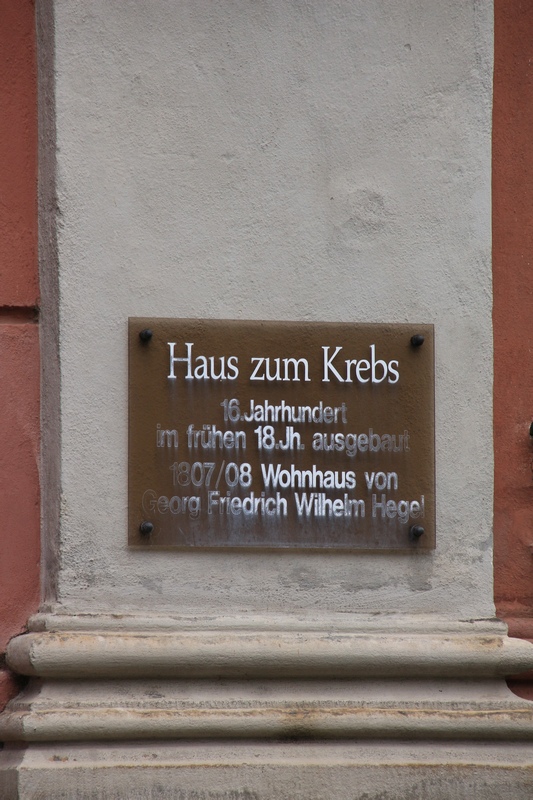 Haus zum Krebs
16.Jahrhundert
im frühen 18.Jh. ausgebaut
1807/08 Wohnhaus von
Georg Friedrich Wilhelm Hegel